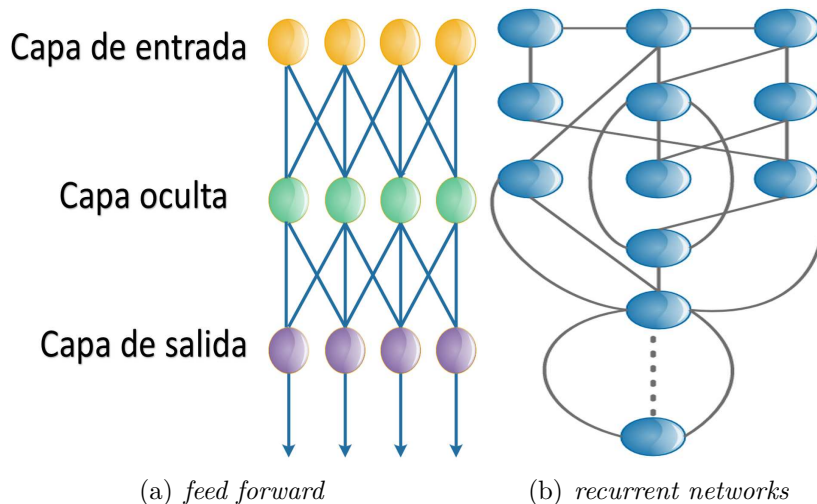 Capa de entrada
Capa oculta
Capa de salida
(a) feed forward
(b) recurrent networks